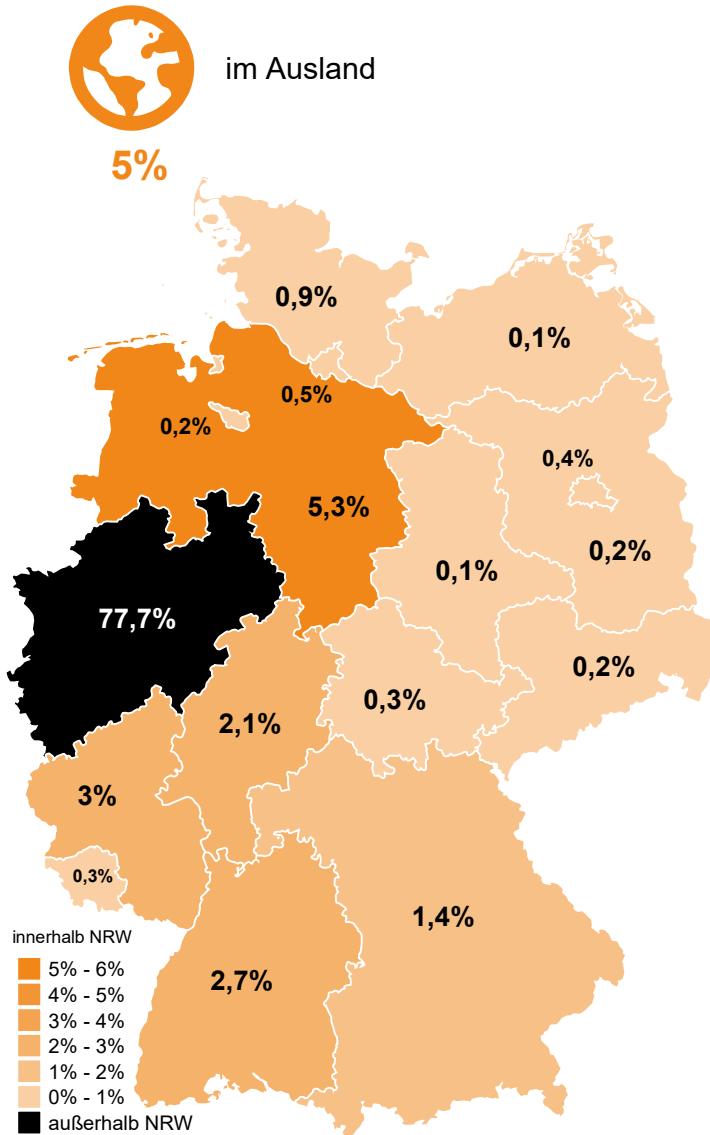 im Ausland
5%
0,9%
0,1%
0,5%
0,2%
0,4%
5,3%
0,2%
0,1%
77,7%
0,2%
0,3%
2,1%
3%
0,3%
1,4%
2,7%
innerhalb NRW
5% - 6%
4% - 5%
3% - 4%
2% - 3%
1% - 2%
0% - 1%
außerhalb NRW